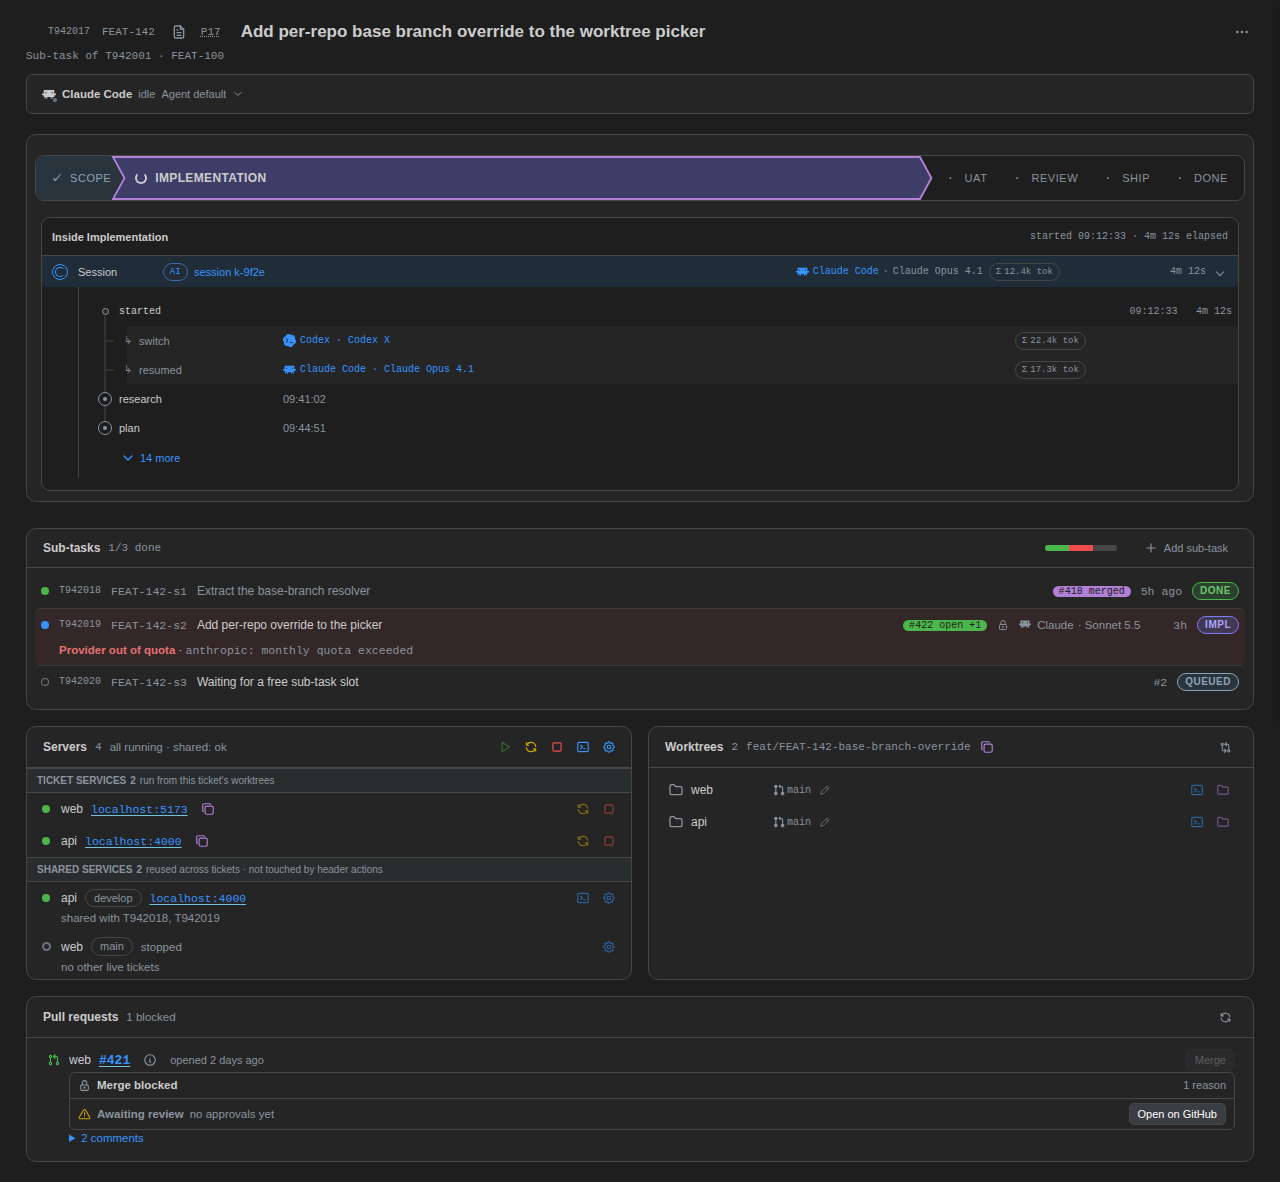 T942017 FEAT-142 P17 Add per-repo base branch override to the worktree picker
Sub-task of T942001 · FEAT-100
Claude Code idle Agent default
SCOPE IMPLEMENTATION · UAT · REVIEW · SHIP · DONE
Inside Implementation started 09:12:33 · 4m 12s elapsed
Session AI session k-9f2e Claude Code · Claude Opus 4.1 Σ 12.4k tok 4m 12s
started 09:12:33 4m 12s
↳ switch Codex · Codex X Σ 22.4k tok
↳ resumed Claude Code · Claude Opus 4.1 Σ 17.3k tok
research 09:41:02
plan 09:44:51
14 more
Sub-tasks 1/3 done Add sub-task
T942018 FEAT-142-s1 Extract the base-branch resolver #418 merged 5h ago DONE
T942019 FEAT-142-s2 Add per-repo override to the picker #422 open +1 Claude · Sonnet 5.5 3h IMPL
Provider out of quota · anthropic: monthly quota exceeded
T942020 FEAT-142-s3 Waiting for a free sub-task slot #2 QUEUED
Servers 4 all running · shared: ok
TICKET SERVICES 2 run from this ticket's worktrees
web localhost:5173
api localhost:4000
SHARED SERVICES 2 reused across tickets · not touched by header actions
api develop localhost:4000
shared with T942018, T942019
web main stopped
no other live tickets
Worktrees 2 feat/FEAT-142-base-branch-override
web main
api main
Pull requests 1 blocked
web #421 opened 2 days ago Merge
Merge blocked 1 reason
Awaiting review no approvals yet Open on GitHub
2 comments